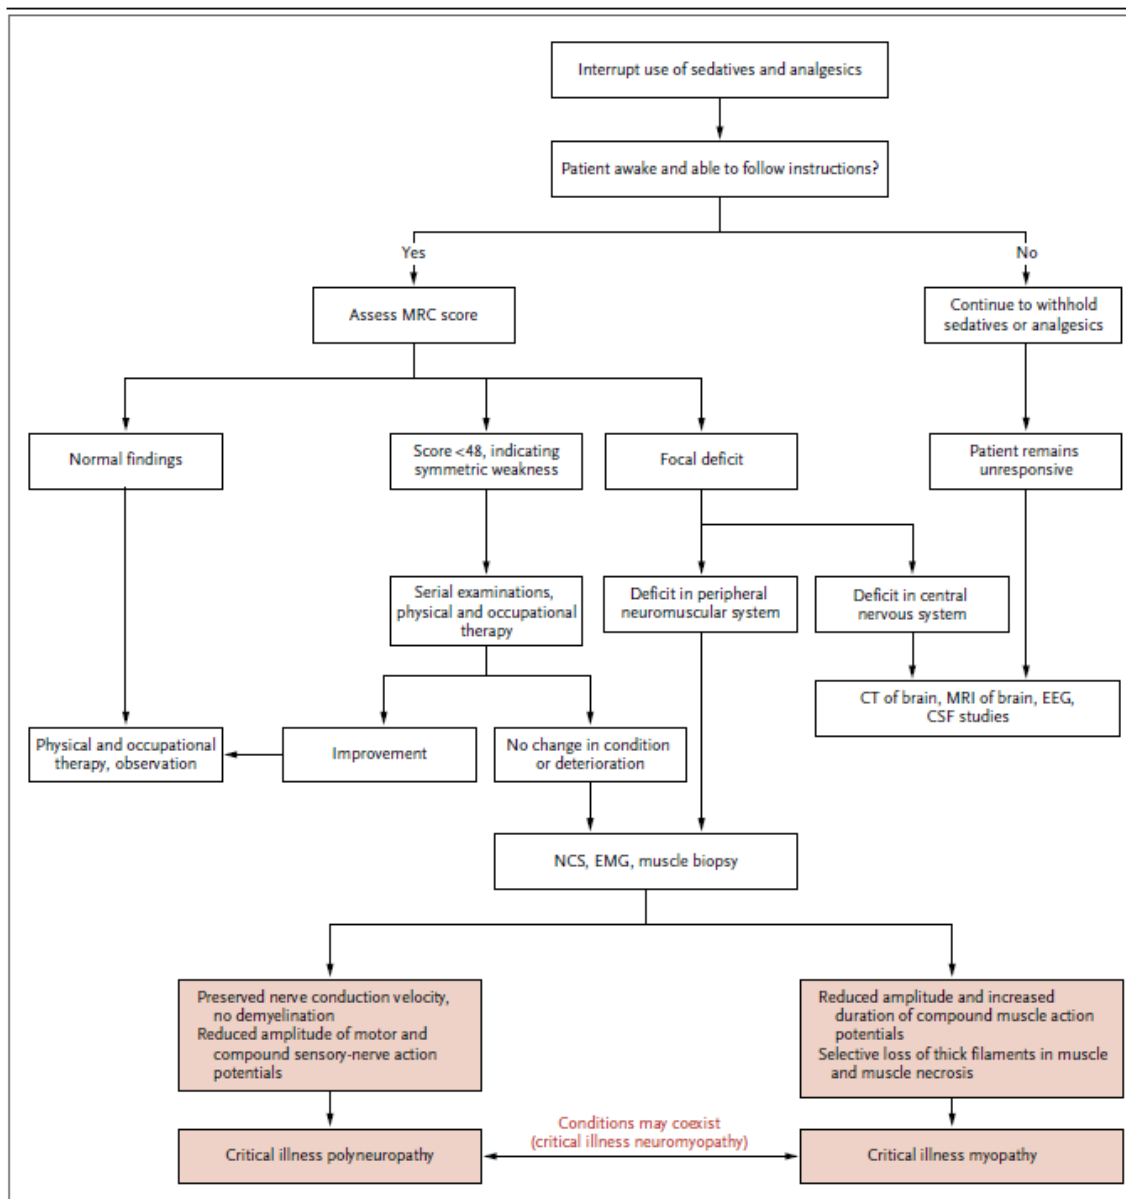 Interrupt use of sedatives and analgesics
Patient awake and able to follow instructions?
Yes
No
Assess MRC score
Continue to withhold
sedatives or analgesics
Normal findings
Score <48, indicating
symmetric weakness
Focal deficit
Patient remains
unresponsive
Serial examinations,
physical and occupational
therapy
Deficit in peripheral
neuromuscular system
Deficit in central
nervous system
CT of brain, MRI of brain, EEG,
CSF studies
Physical and occupational
therapy, observation
Improvement
No change in condition
or deterioration
NCS, EMG, muscle biopsy
Preserved nerve conduction velocity,
no demyelination
Reduced amplitude of motor and
compound sensory-nerve action
potentials
Reduced amplitude and increased
duration of compound muscle action
potentials
Selective loss of thick filaments in muscle
and muscle necrosis
Critical illness polyneuropathy
Conditions may coexist
(critical illness neuromyopathy)
Critical illness myopathy